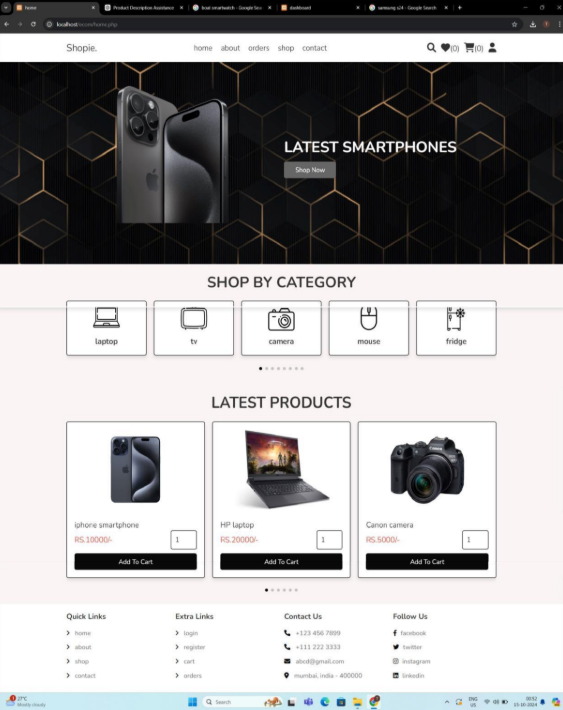 home
Product Description Assistance
boat smartwatch - Google Sea
dashboard
samsung s24 - Google Search
localhost/ecom/home.php
Shopie.
home about orders shop contact
(0) (0)
LATEST SMARTPHONES
Shop Now
SHOP BY CATEGORY
laptop tv camera mouse fridge
LATEST PRODUCTS
Canon
iphone smartphone
RS.10000/- 1
Add To Cart
HP laptop
RS.20000/- 1
Add To Cart
Canon camera
RS.5000/- 1
Add To Cart
Quick Links
home
about
shop
contact
Extra Links
login
register
cart
orders
Contact Us
+123 456 7899
+111 222 3333
abcd@gmail.com
mumbai, india - 400000
Follow Us
facebook
twitter
instagram
linkedin
27°C
Mostly cloudy
Search
ENG
US
00:52
15-10-2024